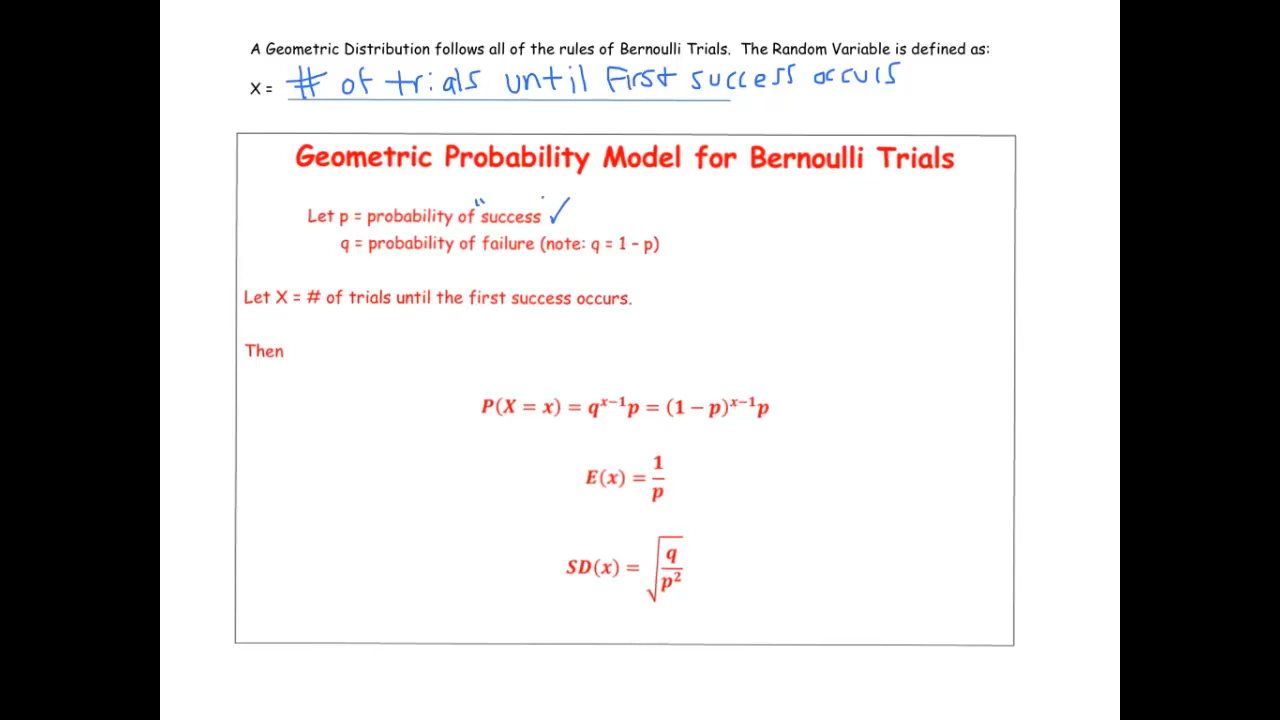 A Geometric Distribution follows all of the rules of Bernoulli Trials. The Random Variable is defined as:
X = # of trials until First success occurs
Geometric Probability Model for Bernoulli Trials
Let p = probability of "success ✓
q = probability of failure (note: q = 1 - p)
Let X = # of trials until the first success occurs.
Then
P(X = x) = q^{x-1}p = (1 - p)^{x-1}p
E(x) = 1/p
SD(x) = √(q/p²)